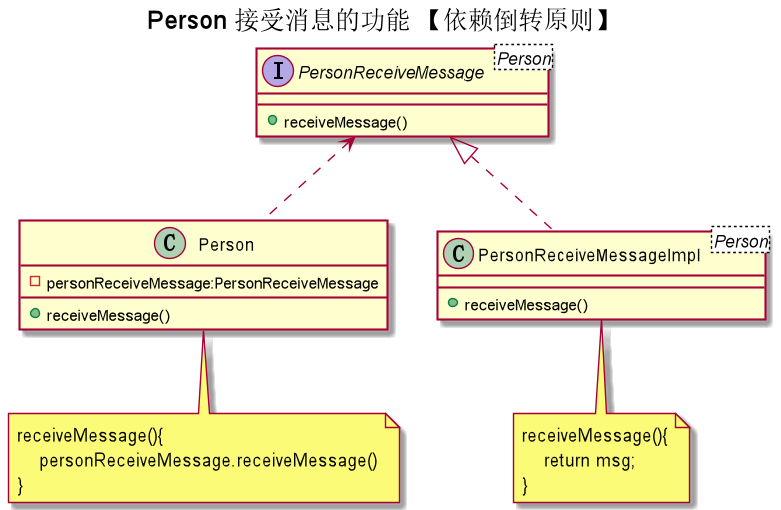 Person 接受消息的功能 【依赖倒转原则】
I PersonReceiveMessage Person
receiveMessage()
C Person
personReceiveMessage:PersonReceiveMessage
receiveMessage()
C PersonReceiveMessageImpl Person
receiveMessage()
receiveMessage(){
personReceiveMessage.receiveMessage()
}
receiveMessage(){
return msg;
}